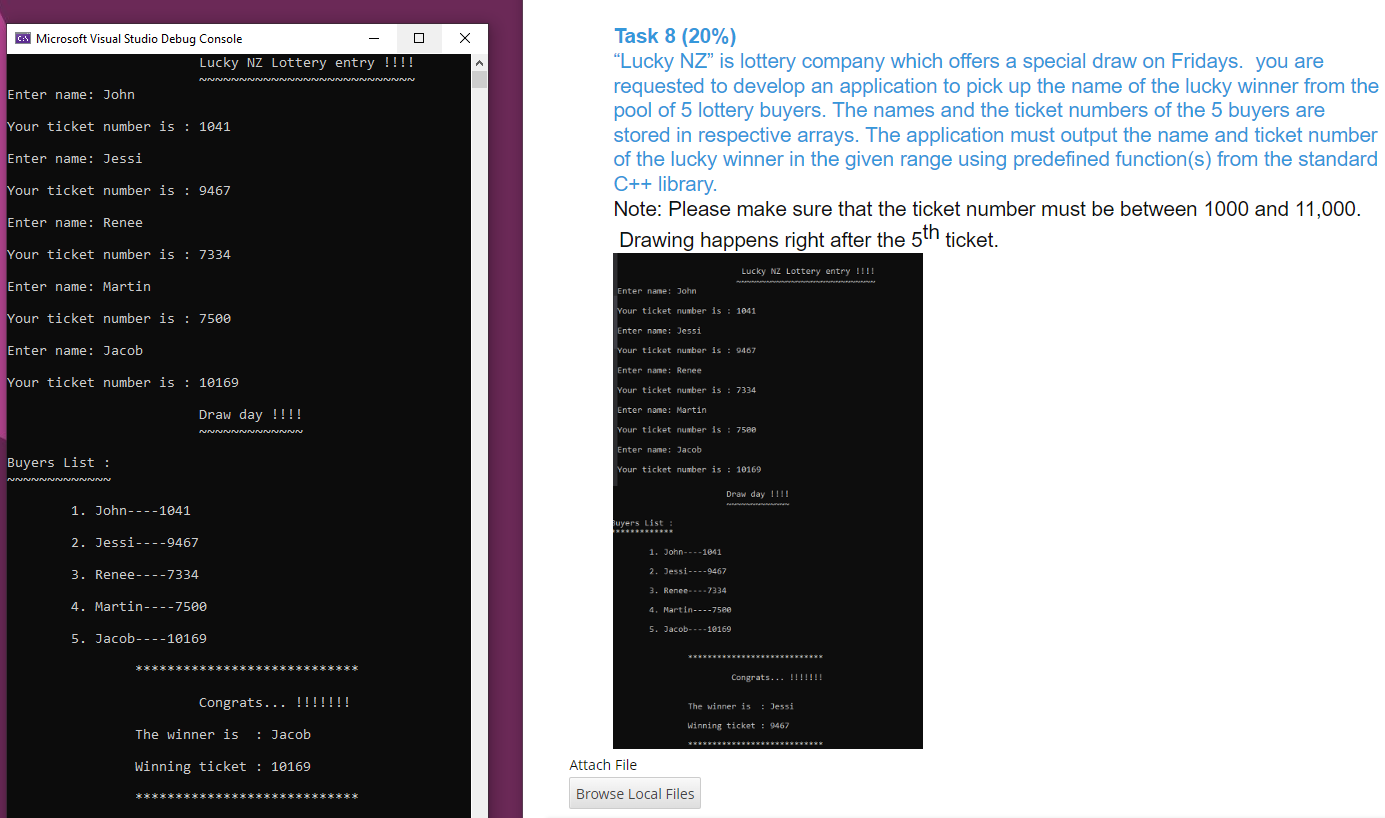 Microsoft Visual Studio Debug Console
Lucky NZ Lottery entry !!!!
~~~~~~~~~~~~~~~~~~~~~~~~~~~
Enter name: John
Your ticket number is : 1041
Enter name: Jessi
Your ticket number is : 9467
Enter name: Renee
Your ticket number is : 7334
Enter name: Martin
Your ticket number is : 7500
Enter name: Jacob
Your ticket number is : 10169
Draw day !!!!
~~~~~~~~~~~~~
Buyers List :
~~~~~~~~~~~~~
1. John----1041
2. Jessi----9467
3. Renee----7334
4. Martin----7500
5. Jacob----10169
****************************
Congrats... !!!!!!!
The winner is  : Jacob
Winning ticket : 10169
****************************
Task 8 (20%)
“Lucky NZ” is lottery company which offers a special draw on Fridays.  you are
requested to develop an application to pick up the name of the lucky winner from the
pool of 5 lottery buyers. The names and the ticket numbers of the 5 buyers are
stored in respective arrays. The application must output the name and ticket number
of the lucky winner in the given range using predefined function(s) from the standard
C++ library.
Note: Please make sure that the ticket number must be between 1000 and 11,000.
Drawing happens right after the 5th ticket.
Lucky NZ Lottery entry !!!!
~~~~~~~~~~~~~~~~~~~~~~~~~~~~
Enter name: John
Your ticket number is : 1041
Enter name: Jessi
Your ticket number is : 9467
Enter name: Renee
Your ticket number is : 7334
Enter name: Martin
Your ticket number is : 7500
Enter name: Jacob
Your ticket number is : 10169
Draw day !!!!
~~~~~~~~~~~~~
Buyers List :
*************
1. John----1041
2. Jessi----9467
3. Renee----7334
4. Martin----7500
5. Jacob----10169
****************************
Congrats... !!!!!!!
The winner is  : Jessi
Winning ticket : 9467
****************************
Attach File
Browse Local Files